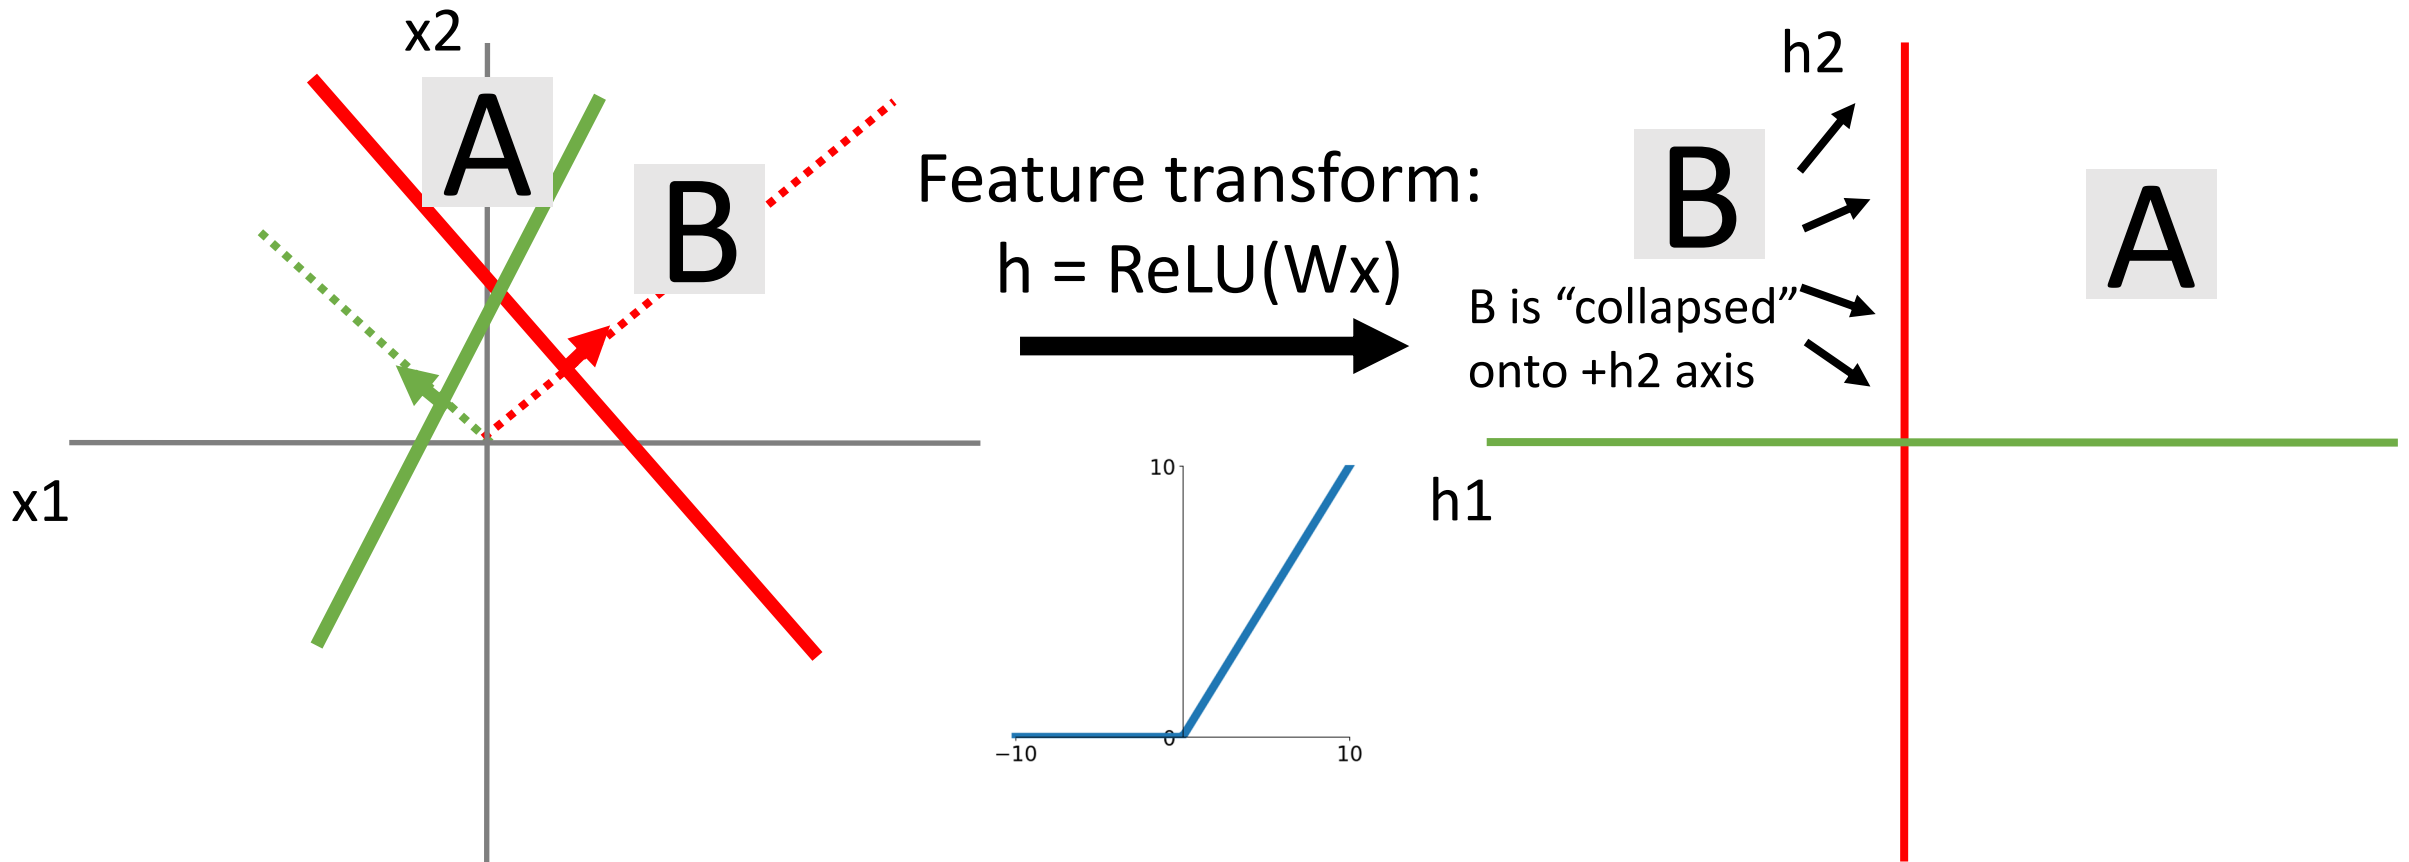 x2
A
B
x1
Feature transform:
h = ReLU(Wx)
10
0
−10
10
h2
B
A
B is “collapsed”
onto +h2 axis
h1